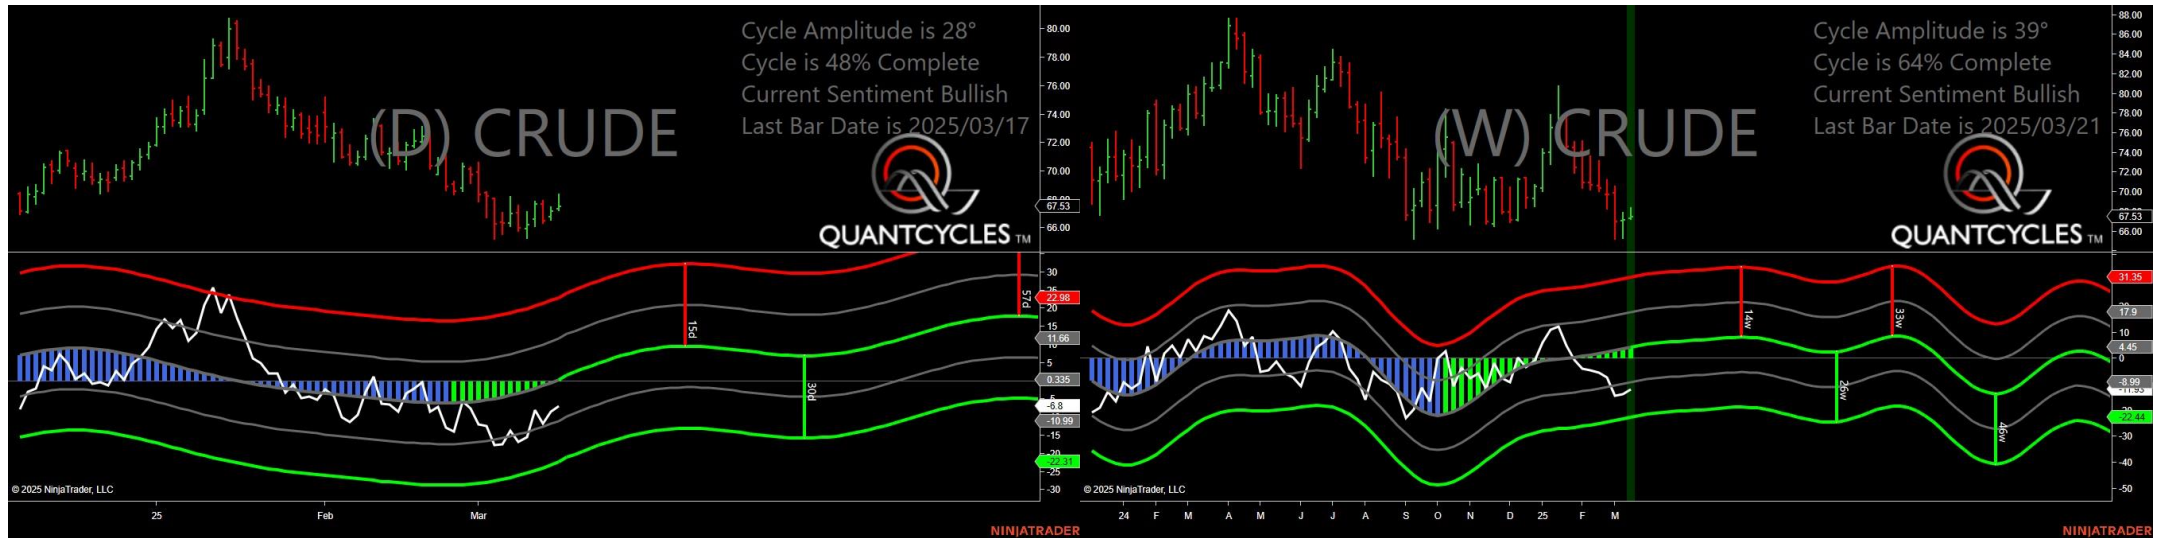 Cycle Amplitude is 28°
Cycle is 48% Complete
Current Sentiment Bullish
Last Bar Date is 2025/03/17
(D) CRUDE
QUANTCYCLES TM
80.00
78.00
76.00
74.00
72.00
70.00
67.53
66.00
30
22.98
20
15
11.66
5
0.335
-6.8
-10.99
-15
-22.31
-25
-30
15d
30d
57d
© 2025 NinjaTrader, LLC
25 Feb Mar
NINJATRADER
Cycle Amplitude is 39°
Cycle is 64% Complete
Current Sentiment Bullish
Last Bar Date is 2025/03/21
(W) CRUDE
QUANTCYCLES TM
88.00
86.00
84.00
82.00
80.00
78.00
76.00
74.00
72.00
70.00
67.53
66.00
31.35
17.9
10
4.45
0
-8.99
-22.44
-30
-40
-50
14w
26w
33w
46w
© 2025 NinjaTrader, LLC
24 F M A M J J A S O N D 25 F M
NINJATRADER